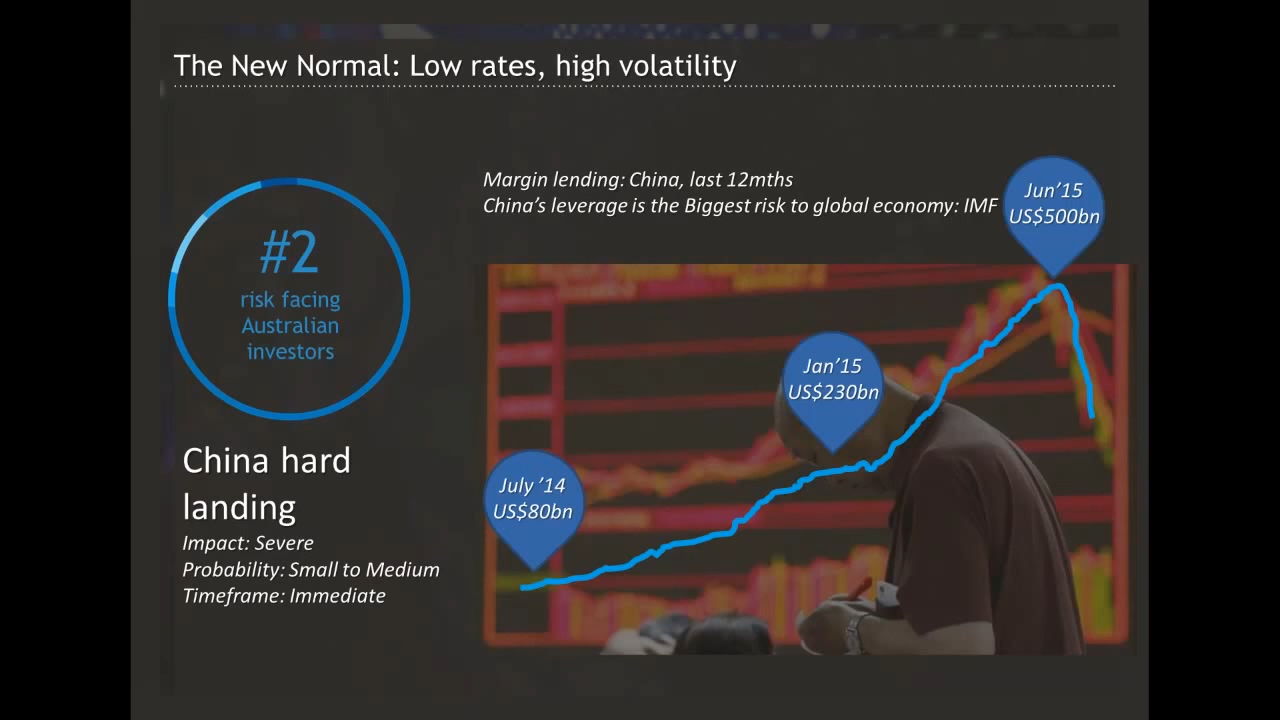 The New Normal: Low rates, high volatility
Margin lending: China, last 12mths
China's leverage is the Biggest risk to global economy: IMF
Jun'15
US$500bn
#2
risk facing
Australian
investors
Jan'15
US$230bn
July '14
US$80bn
China hard
landing
Impact: Severe
Probability: Small to Medium
Timeframe: Immediate